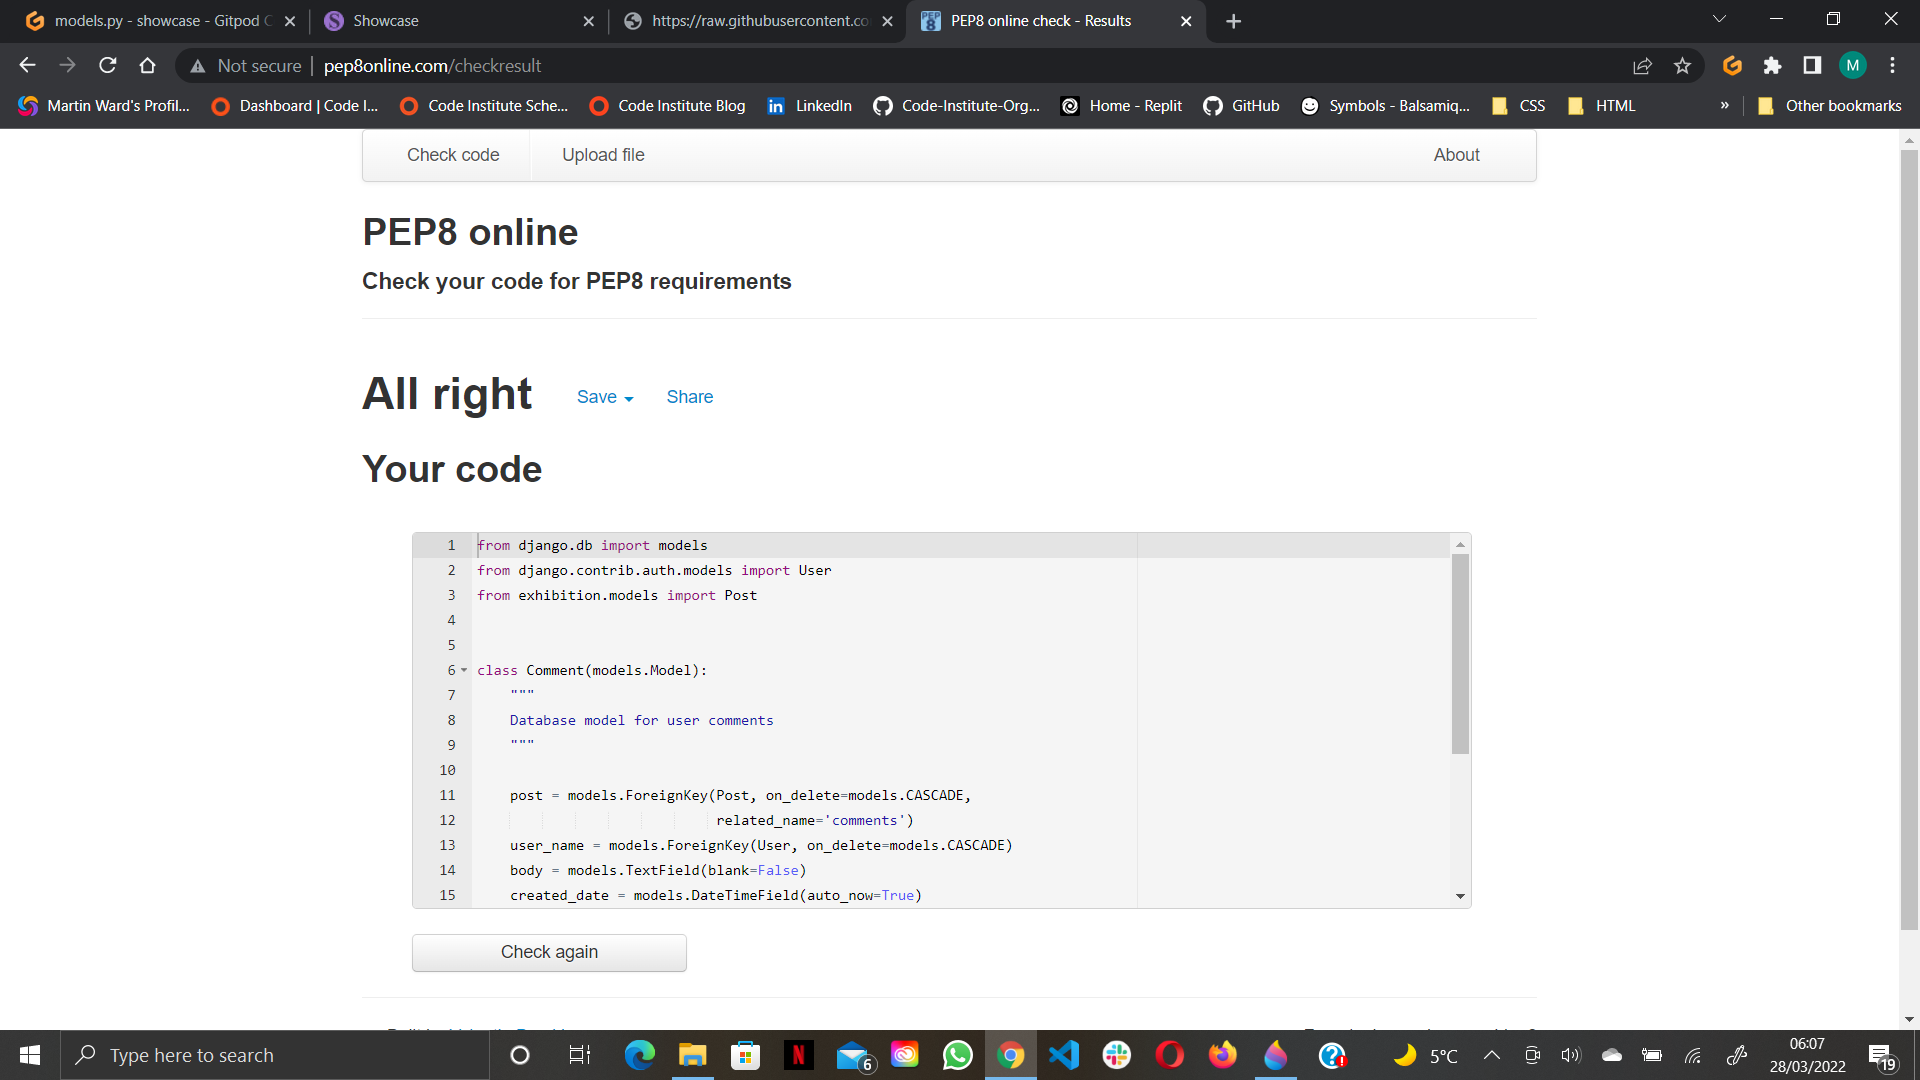 models.py - showcase - Gitpod C
Showcase
https://raw.githubusercontent.co
PEP8 online check - Results
Not secure
pep8online.com/checkresult
M
Martin Ward's Profil...
Dashboard | Code I...
Code Institute Sche...
Code Institute Blog
LinkedIn
Code-Institute-Org...
Home - Replit
GitHub
Symbols - Balsamiq...
CSS
HTML
»
Other bookmarks
Check code
Upload file
About
PEP8 online
Check your code for PEP8 requirements
All right
Save
Share
Your code
1 from django.db import models
2 from django.contrib.auth.models import User
3 from exhibition.models import Post
4
5
6 class Comment(models.Model):
7 """
8 Database model for user comments
9 """
10
11 post = models.ForeignKey(Post, on_delete=models.CASCADE,
12 related_name='comments')
13 user_name = models.ForeignKey(User, on_delete=models.CASCADE)
14 body = models.TextField(blank=False)
15 created_date = models.DateTimeField(auto_now=True)
Check again
Type here to search
6
5°C
06:07
28/03/2022
19